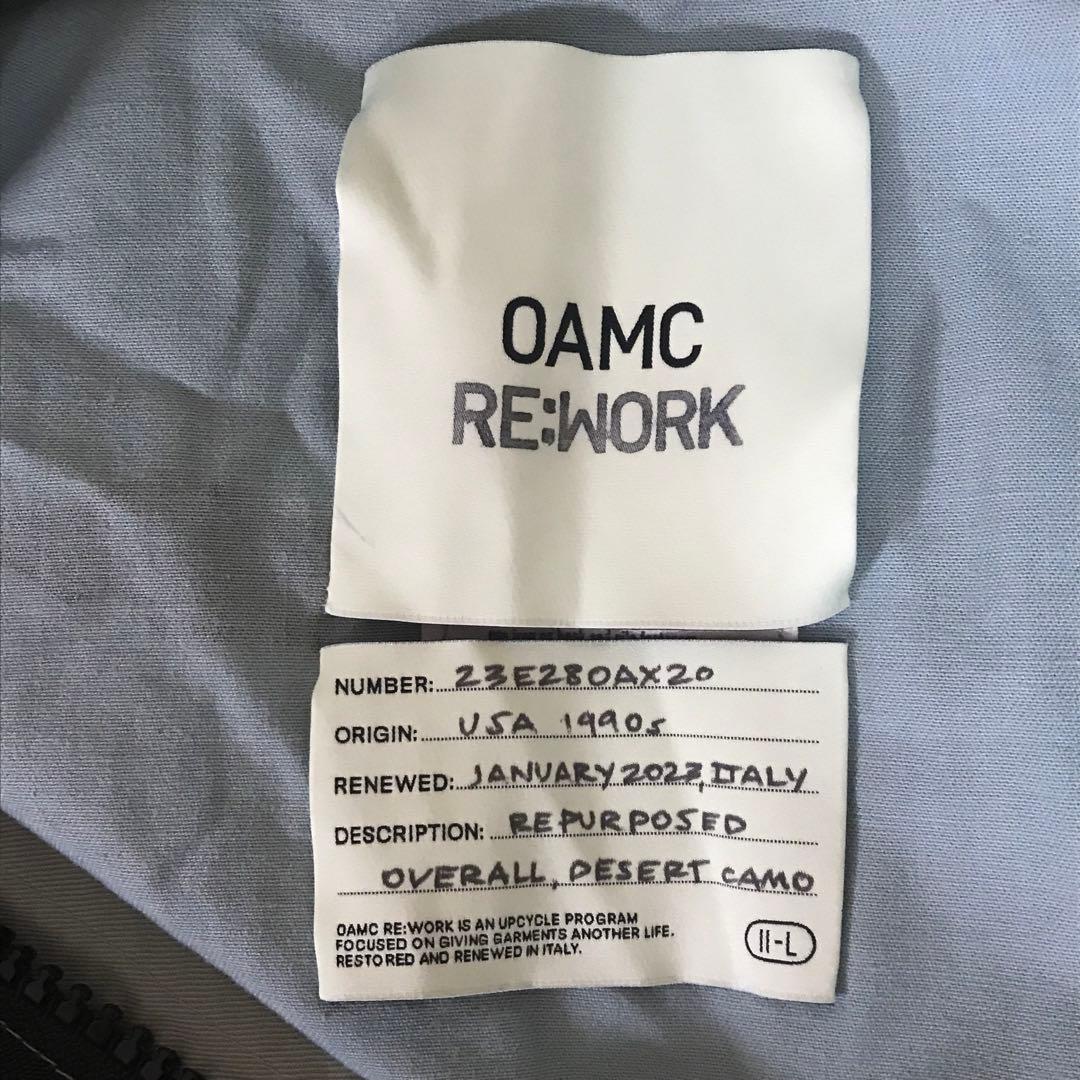 OAMC
RE:WORK
NUMBER: 23E280AX20
ORIGIN: USA 1990s
RENEWED: JANUARY 2023, ITALY
DESCRIPTION: REPURPOSED
OVERALL, DESERT CAMO
OAMC RE:WORK IS AN UPCYCLE PROGRAM
FOCUSED ON GIVING GARMENTS ANOTHER LIFE.
RESTORED AND RENEWED IN ITALY.
II-L